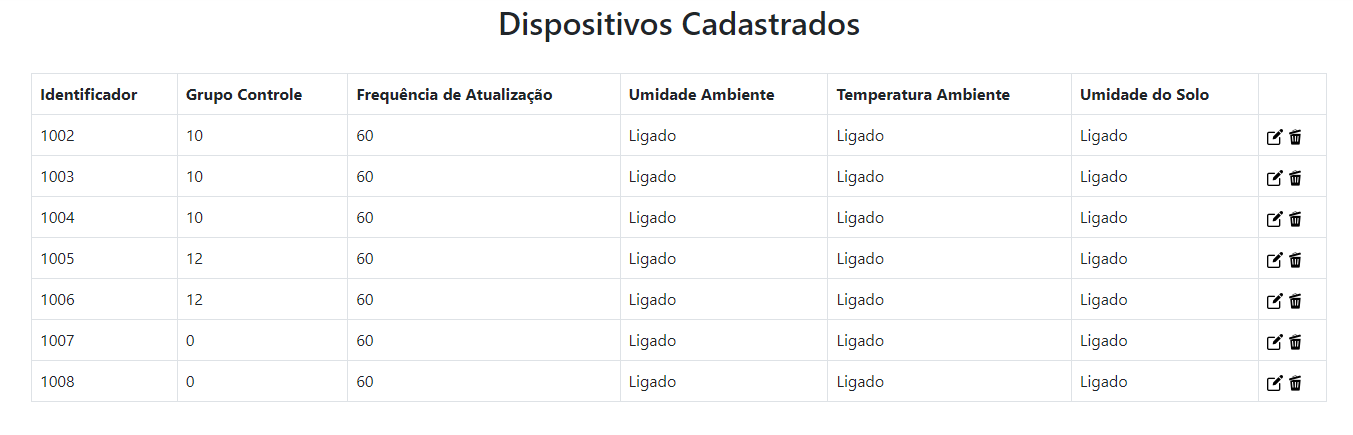 Dispositivos Cadastrados
Identificador Grupo Controle Frequência de Atualização Umidade Ambiente Temperatura Ambiente Umidade do Solo
1002 10 60 Ligado Ligado Ligado
1003 10 60 Ligado Ligado Ligado
1004 10 60 Ligado Ligado Ligado
1005 12 60 Ligado Ligado Ligado
1006 12 60 Ligado Ligado Ligado
1007 0 60 Ligado Ligado Ligado
1008 0 60 Ligado Ligado Ligado